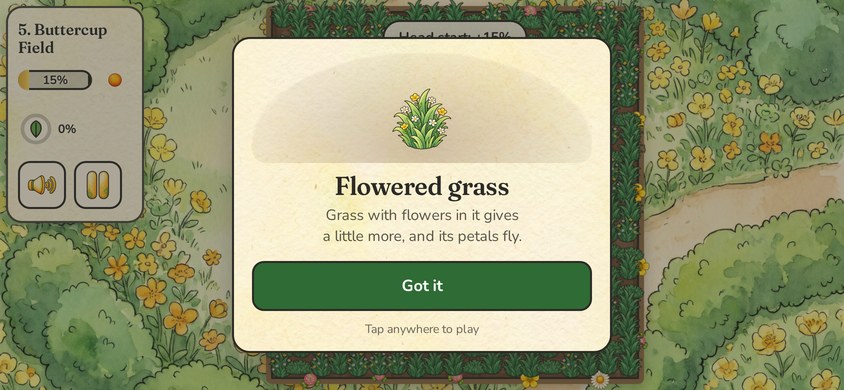 5. Buttercup
Field
15%
0%
Head start: +15%
Flowered grass
Grass with flowers in it gives
a little more, and its petals fly.
Got it
Tap anywhere to play